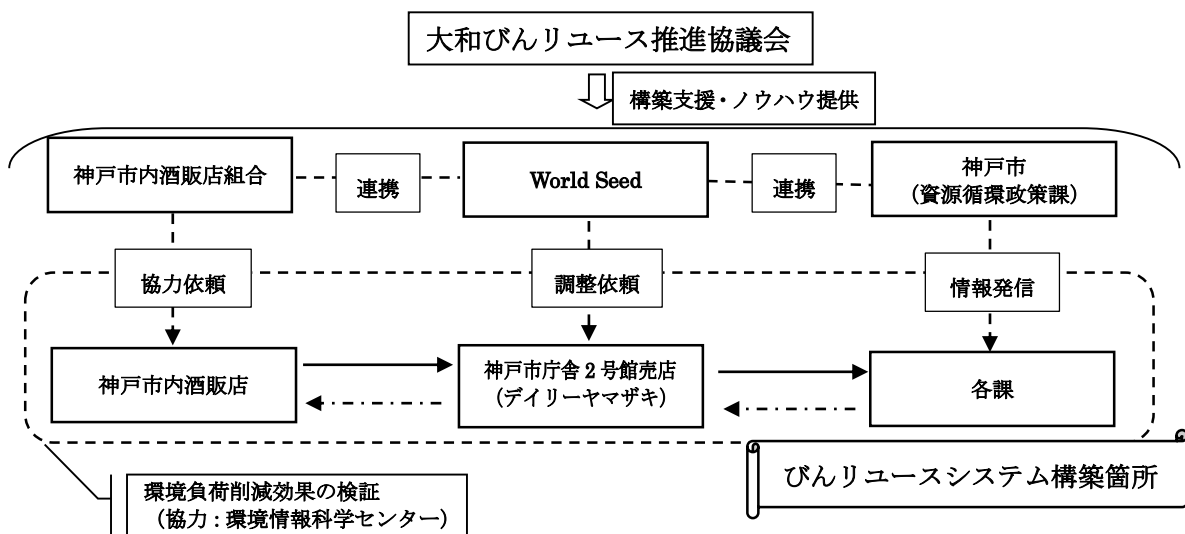 大和びんリユース推進協議会
構築支援・ノウハウ提供
神戸市内酒販店組合
連携
World Seed
連携
神戸市
(資源循環政策課)
協力依頼
調整依頼
情報発信
神戸市内酒販店
神戸市庁舎2号館売店
(デイリーヤマザキ)
各課
びんリユースシステム構築箇所
環境負荷削減効果の検証
(協力:環境情報科学センター)